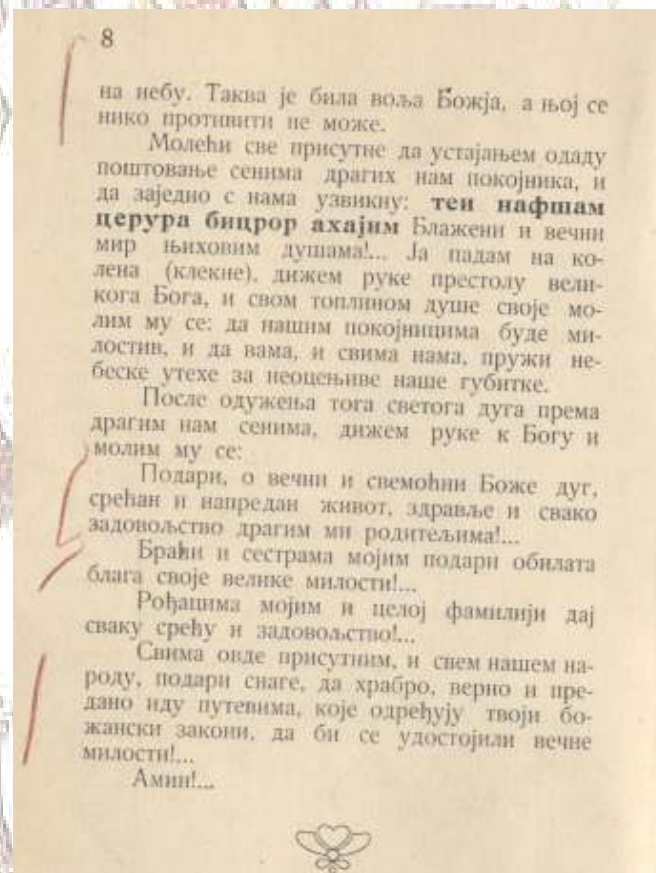 8
на небу. Таква је била воља Божја, а њој се
нико противити не може.
Молећи све присутне да устајањем одаду
поштовање сенима драгих нам покојника, и
да заједно с нама узвикну: теи нафшам
церура бицрор ахајим Блажени и вечни
мир њиховим душама!... Ја падам на ко-
лена (клекне), дижем руке престолу вели-
кога Бога, и свом топлином душе своје мо-
лим му се: да нашим покојницима буде ми-
лостив, и да вама, и свима нама, пружи не-
беске утехе за неоцењиве наше губитке.
После одужења тога светога дуга према
драгим нам сенима, дижем руке к Богу и
молим му се:
Подари, о вечни и свемоћни Боже дуг,
срећан и напредан живот, здравље и свако
задовољство драгим ми родитељима!...
Браћи и сестрама мојим подари обилата
блага своје велике милости!...
Рођацима мојим и целој фамилији дај
сваку срећу и задовољство!...
Свима овде присутним, и свем нашем на-
роду, подари снаге, да храбро, верно и пре-
дано иду путевима, које одређују твоји бо-
жански закони, да би се удостојили вечне
милости!...
Амин!...